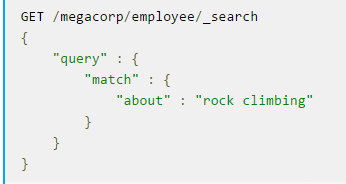 GET /megacorp/employee/_search
{
    "query" : {
        "match" : {
            "about" : "rock climbing"
        }
    }
}